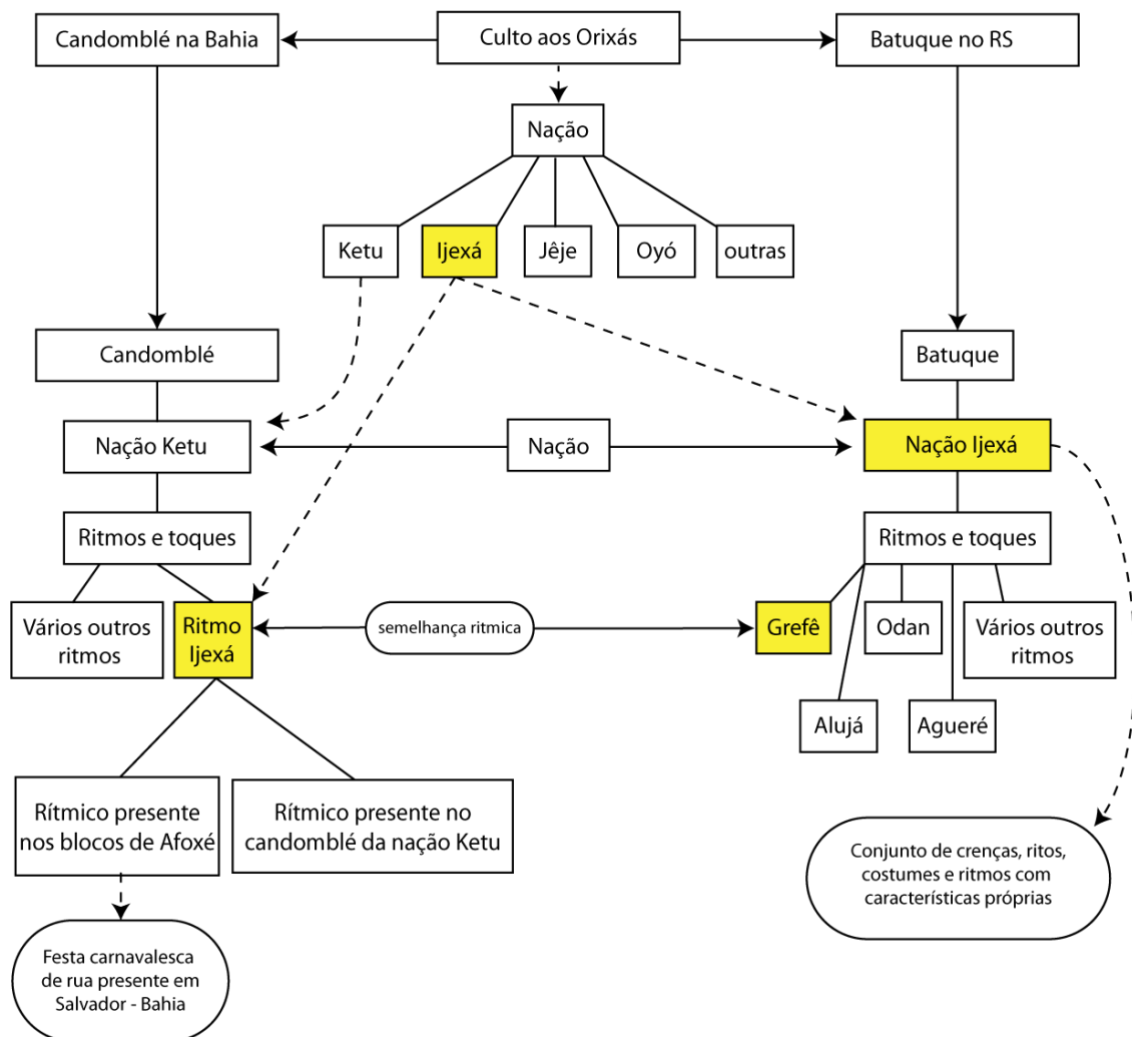 Candomblé na Bahia
Culto aos Orixás
Batuque no RS
Nação
Ketu
Ijexá
Jêje
Oyó
outras
Candomblé
Batuque
Nação Ketu
Nação
Nação Ijexá
Ritmos e toques
Ritmos e toques
Vários outros
ritmos
Ritmo
Ijexá
semelhança ritmica
Grefê
Odan
Vários outros
ritmos
Alujá
Agueré
Rítmico presente
nos blocos de Afoxé
Rítmico presente no
candomblé da nação Ketu
Conjunto de crenças, ritos,
costumes e ritmos com
características próprias
Festa carnavalesca
de rua presente em
Salvador - Bahia